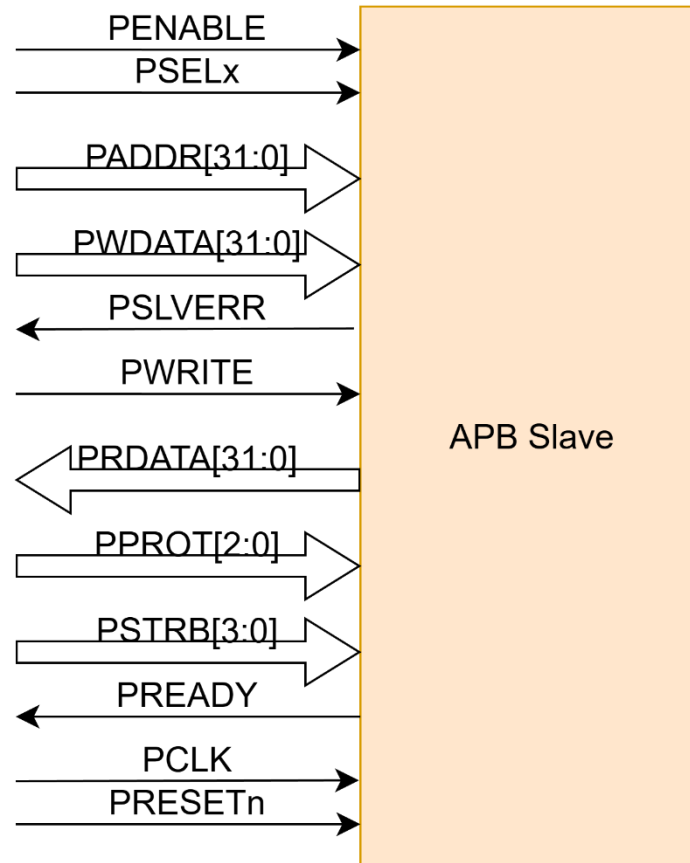 PENABLE
PSELx
PADDR[31:0]
PWDATA[31:0]
PSLVERR
PWRITE
APB Slave
PRDATA[31:0]
PPROT[2:0]
PSTRB[3:0]
PREADY
PCLK
PRESETn